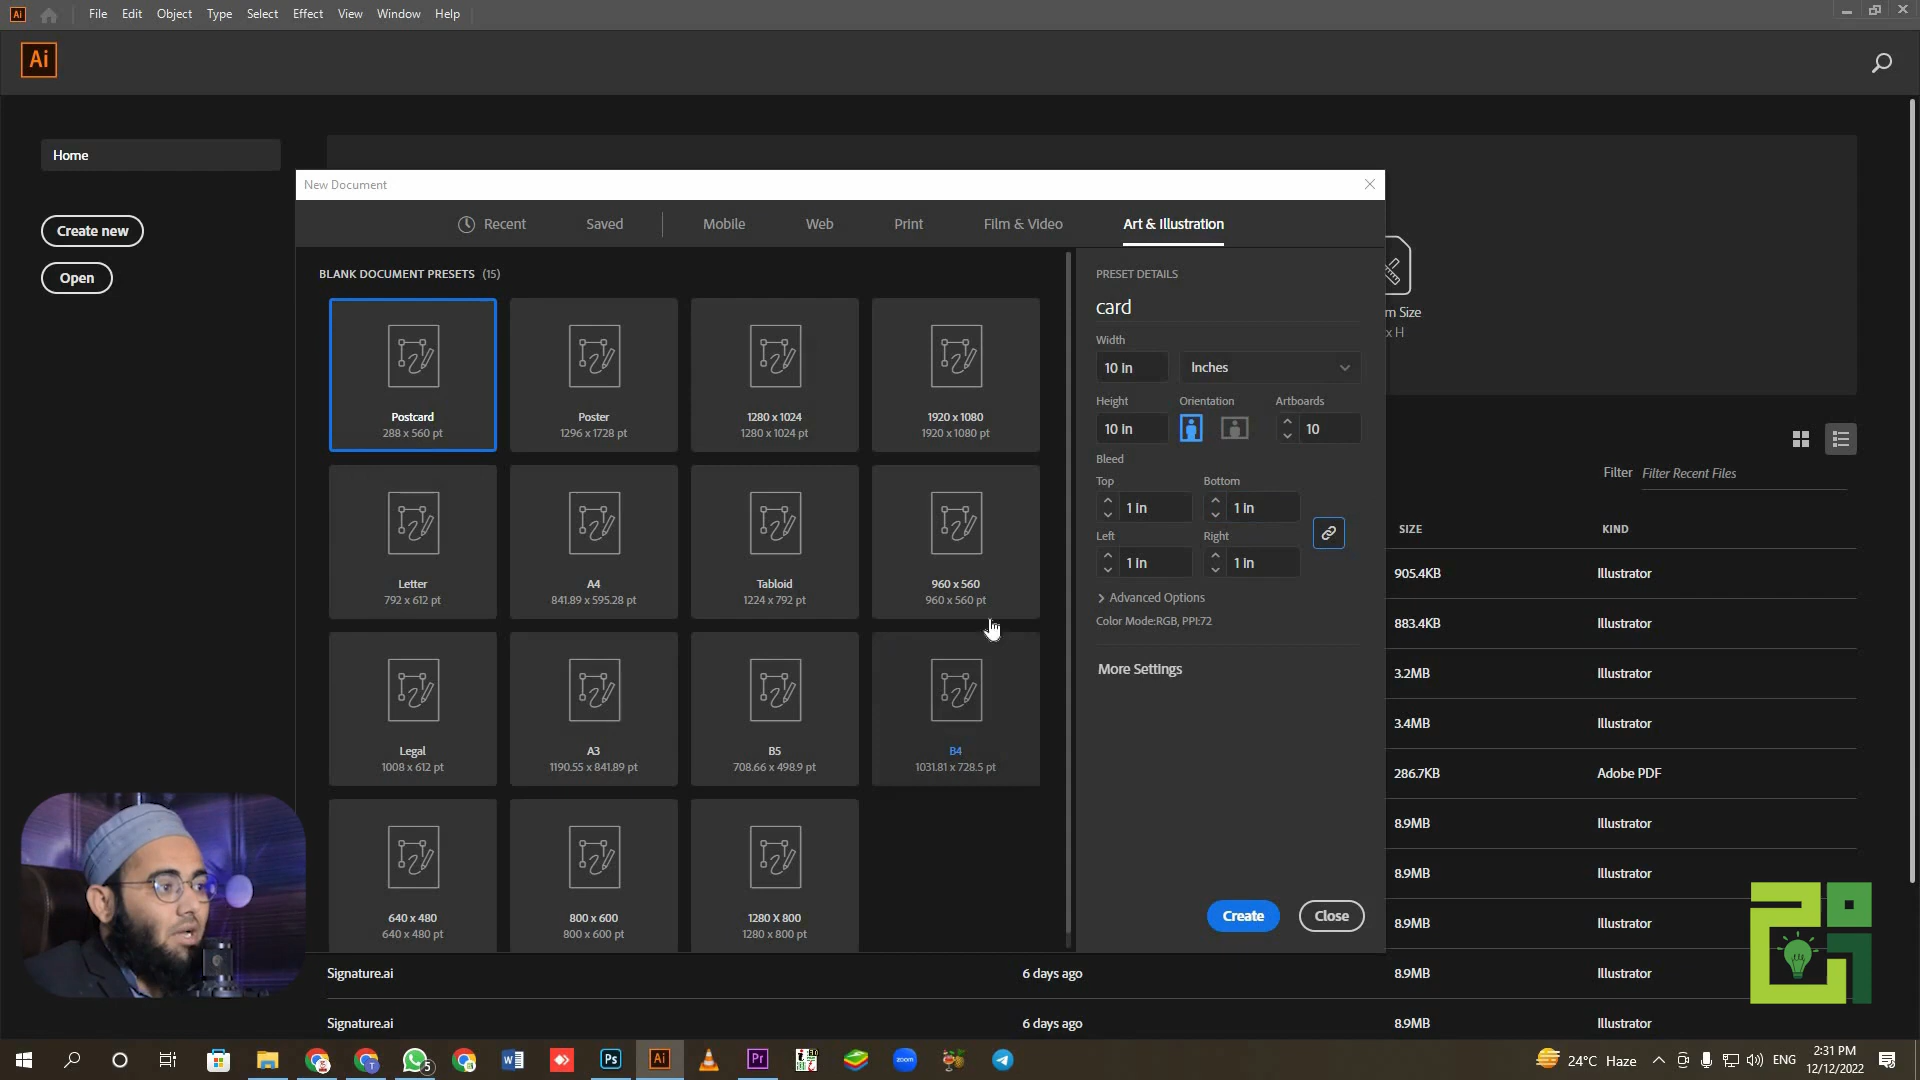 Ai
File Edit Object Type Select Effect View Window Help
Ai
Home
Create new
Open
New Document
Recent Saved Mobile Web Print Film & Video Art & Illustration
BLANK DOCUMENT PRESETS (15)
Postcard
288 x 560 pt
Poster
1296 x 1728 pt
1280 x 1024
1280 x 1024 pt
1920 x 1080
1920 x 1080 pt
Letter
792 x 612 pt
A4
841.89 x 595.28 pt
Tabloid
1224 x 792 pt
960 x 560
960 x 560 pt
Legal
1008 x 612 pt
A3
1190.55 x 841.89 pt
B5
708.66 x 498.9 pt
B4
1031.81 x 728.5 pt
640 x 480
640 x 480 pt
800 x 600
800 x 600 pt
1280 X 800
1280 x 800 pt
PRESET DETAILS
card
Width
10 in Inches
Height Orientation Artboards
10 in 10
Bleed
Top Bottom
1 in 1 in
Left Right
1 in 1 in
Advanced Options
Color Mode:RGB, PPI:72
More Settings
Create Close
m Size
x H
Filter Filter Recent Files
SIZE KIND
905.4KB Illustrator
883.4KB Illustrator
3.2MB Illustrator
3.4MB Illustrator
286.7KB Adobe PDF
8.9MB Illustrator
8.9MB Illustrator
8.9MB Illustrator
Signature.ai 6 days ago 8.9MB Illustrator
Signature.ai 6 days ago 8.9MB Illustrator
5 Ps Ai Pr zoom
24°C Haze ENG
2:31 PM
12/12/2022